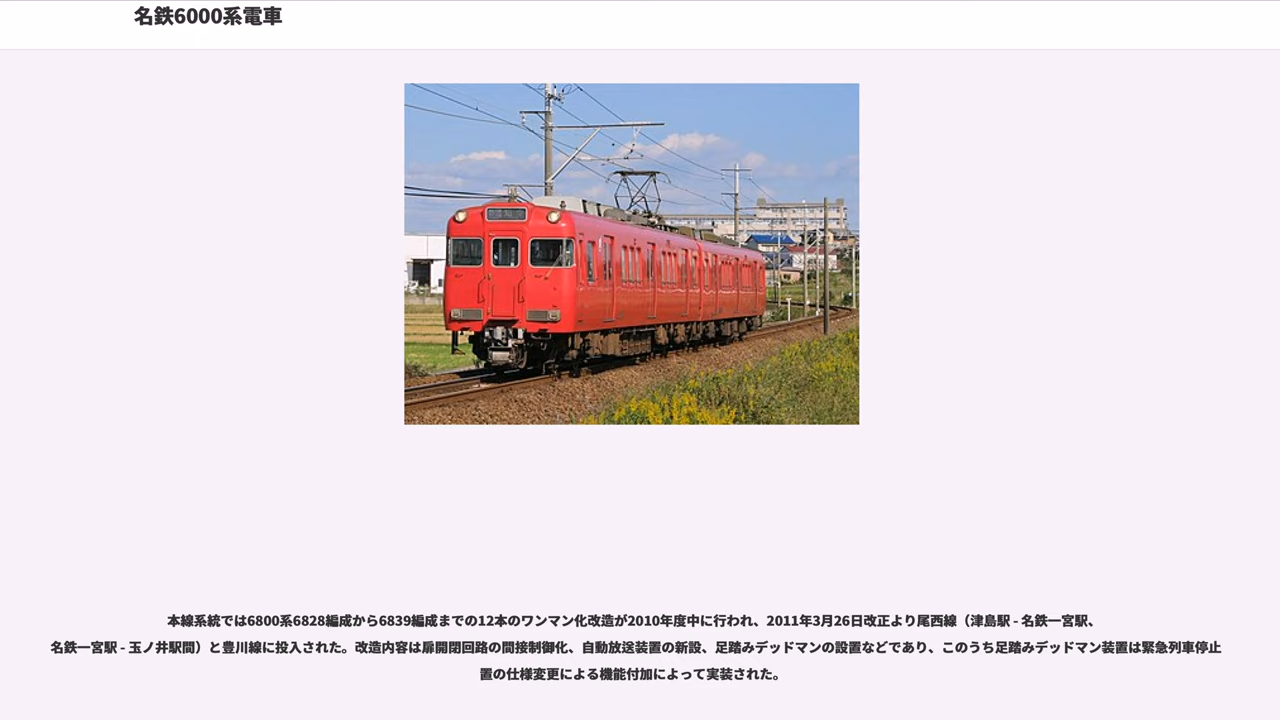 名鉄6000系電車
本線系統では6800系6828編成から6839編成までの12本のワンマン化改造が2010年度中に行われ、2011年3月26日改正より尾西線（津島駅 - 名鉄一宮駅、
名鉄一宮駅 - 玉ノ井駅間）と豊川線に投入された。改造内容は扉開閉回路の間接制御化、自動放送装置の新設、足踏みデッドマンの設置などであり、このうち足踏みデッドマン装置は緊急列車停止
置の仕様変更による機能付加によって実装された。